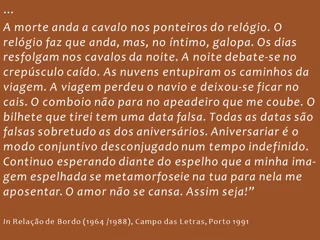 ...
A morte anda a cavalo nos ponteiros do relógio. O
relógio faz que anda, mas, no íntimo, galopa. Os dias
resfolgam nos cavalos da noite. A noite debate-se no
crepúsculo caído. As nuvens entupiram os caminhos da
viagem. A viagem perdeu o navio e deixou-se ficar no
cais. O comboio não para no apeadeiro que me coube. O
bilhete que tirei tem uma data falsa. Todas as datas são
falsas sobretudo as dos aniversários. Aniversariar é o
modo conjuntivo desconjugado num tempo indefinido.
Continuo esperando diante do espelho que a minha ima-
gem espelhada se metamorfoseie na tua para nela me
aposentar. O amor não se cansa. Assim seja!”
In Relação de Bordo (1964 /1988), Campo das Letras, Porto 1991